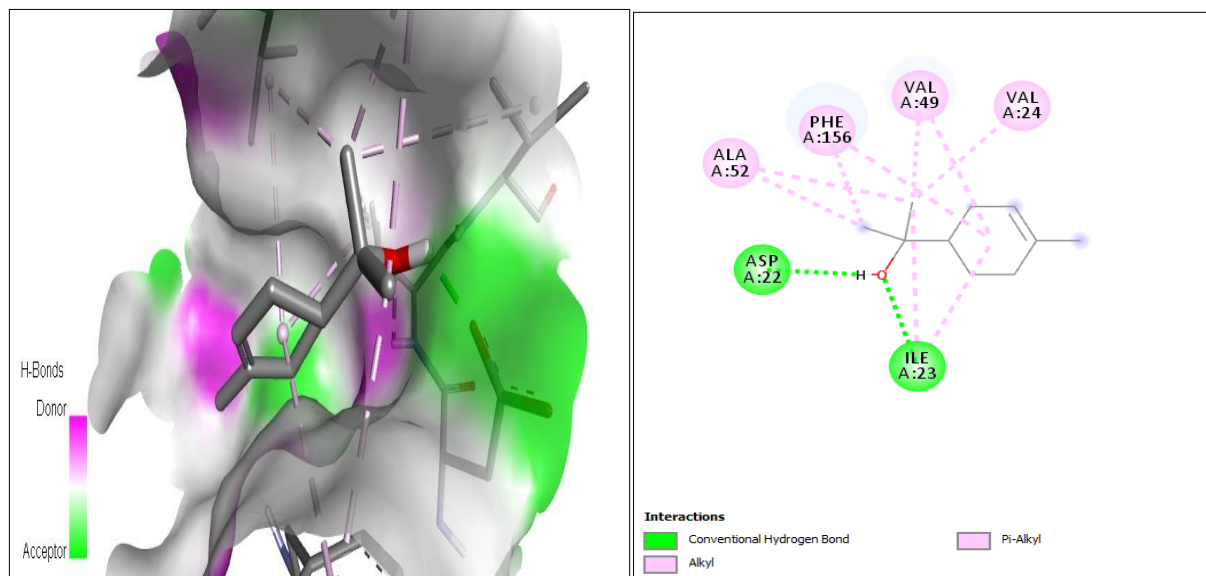 H-Bonds
Donor
Acceptor
VAL
A:49
VAL
A:24
PHE
A:156
ALA
A:52
ASP
A:22
H
O
ILE
A:23
Interactions
Conventional Hydrogen Bond
Pi-Alkyl
Alkyl